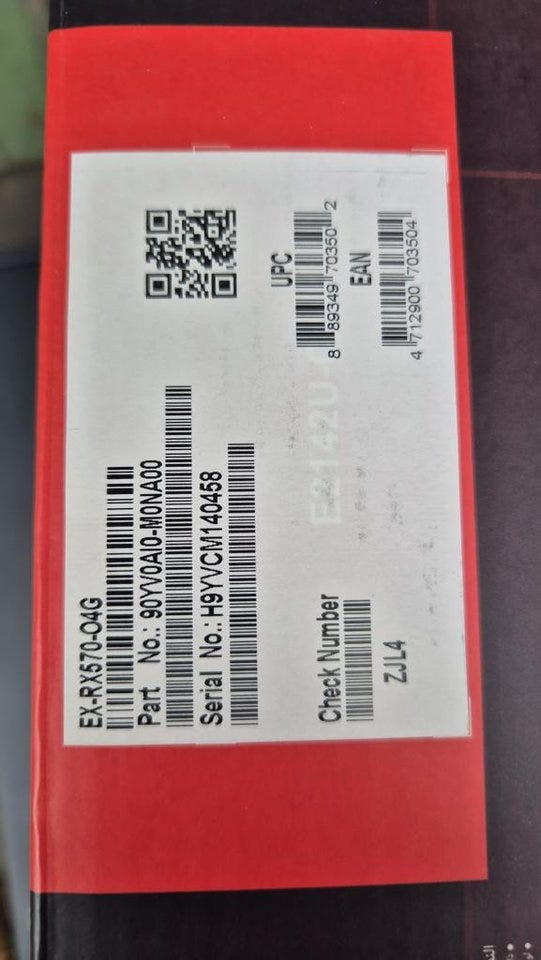 EX-RX570-O4G
Part No.: 90YV0AI0-M0NA00
Serial No.: H9YVCM140458
UPC
8 89349 70350 2
EAN
4 712900 703504
Check Number
ZJL4